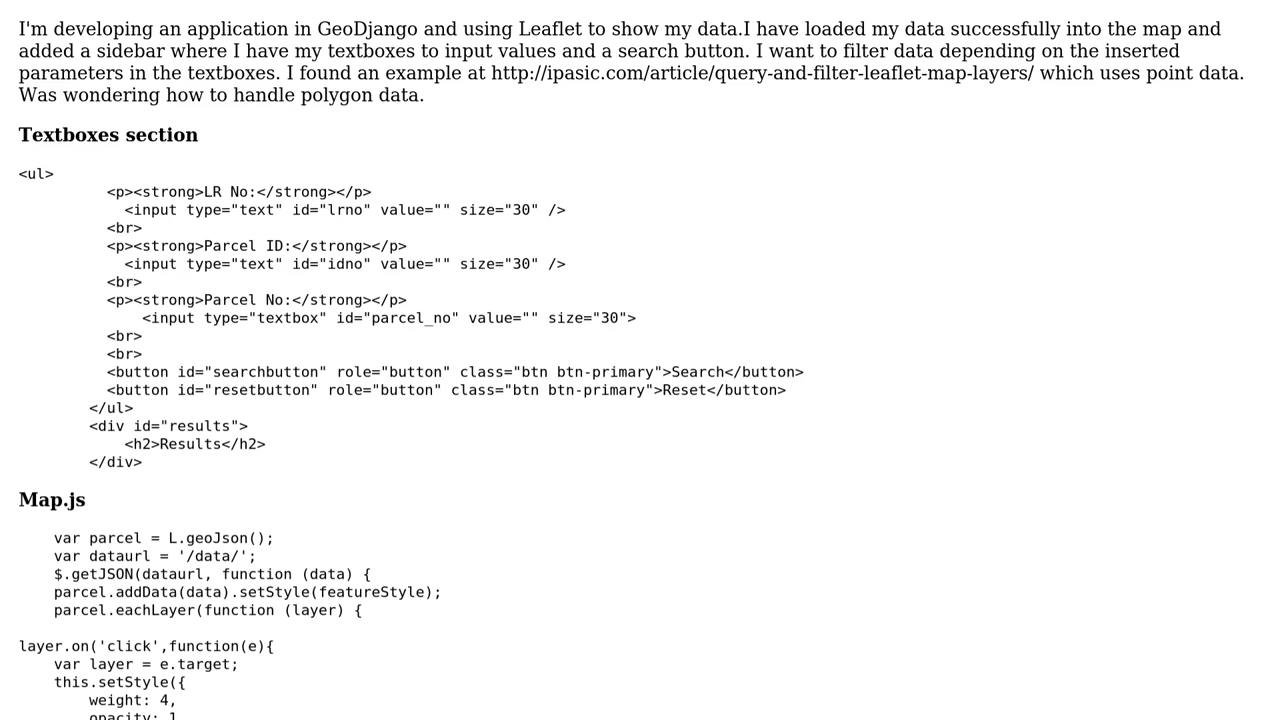 I'm developing an application in GeoDjango and using Leaflet to show my data.I have loaded my data successfully into the map and
added a sidebar where I have my textboxes to input values and a search button. I want to filter data depending on the inserted
parameters in the textboxes. I found an example at http://ipasic.com/article/query-and-filter-leaflet-map-layers/ which uses point data.
Was wondering how to handle polygon data.
Textboxes section
<ul>
<p><strong>LR No:</strong></p>
<input type="text" id="lrno" value="" size="30" />
<br>
<p><strong>Parcel ID:</strong></p>
<input type="text" id="idno" value="" size="30" />
<br>
<p><strong>Parcel No:</strong></p>
<input type="textbox" id="parcel_no" value="" size="30">
<br>
<br>
<button id="searchbutton" role="button" class="btn btn-primary">Search</button>
<button id="resetbutton" role="button" class="btn btn-primary">Reset</button>
</ul>
<div id="results">
<h2>Results</h2>
</div>
Map.js
var parcel = L.geoJson();
var dataurl = '/data/';
$.getJSON(dataurl, function (data) {
parcel.addData(data).setStyle(featureStyle);
parcel.eachLayer(function (layer) {
layer.on('click',function(e){
var layer = e.target;
this.setStyle({
weight: 4,
opacity: 1